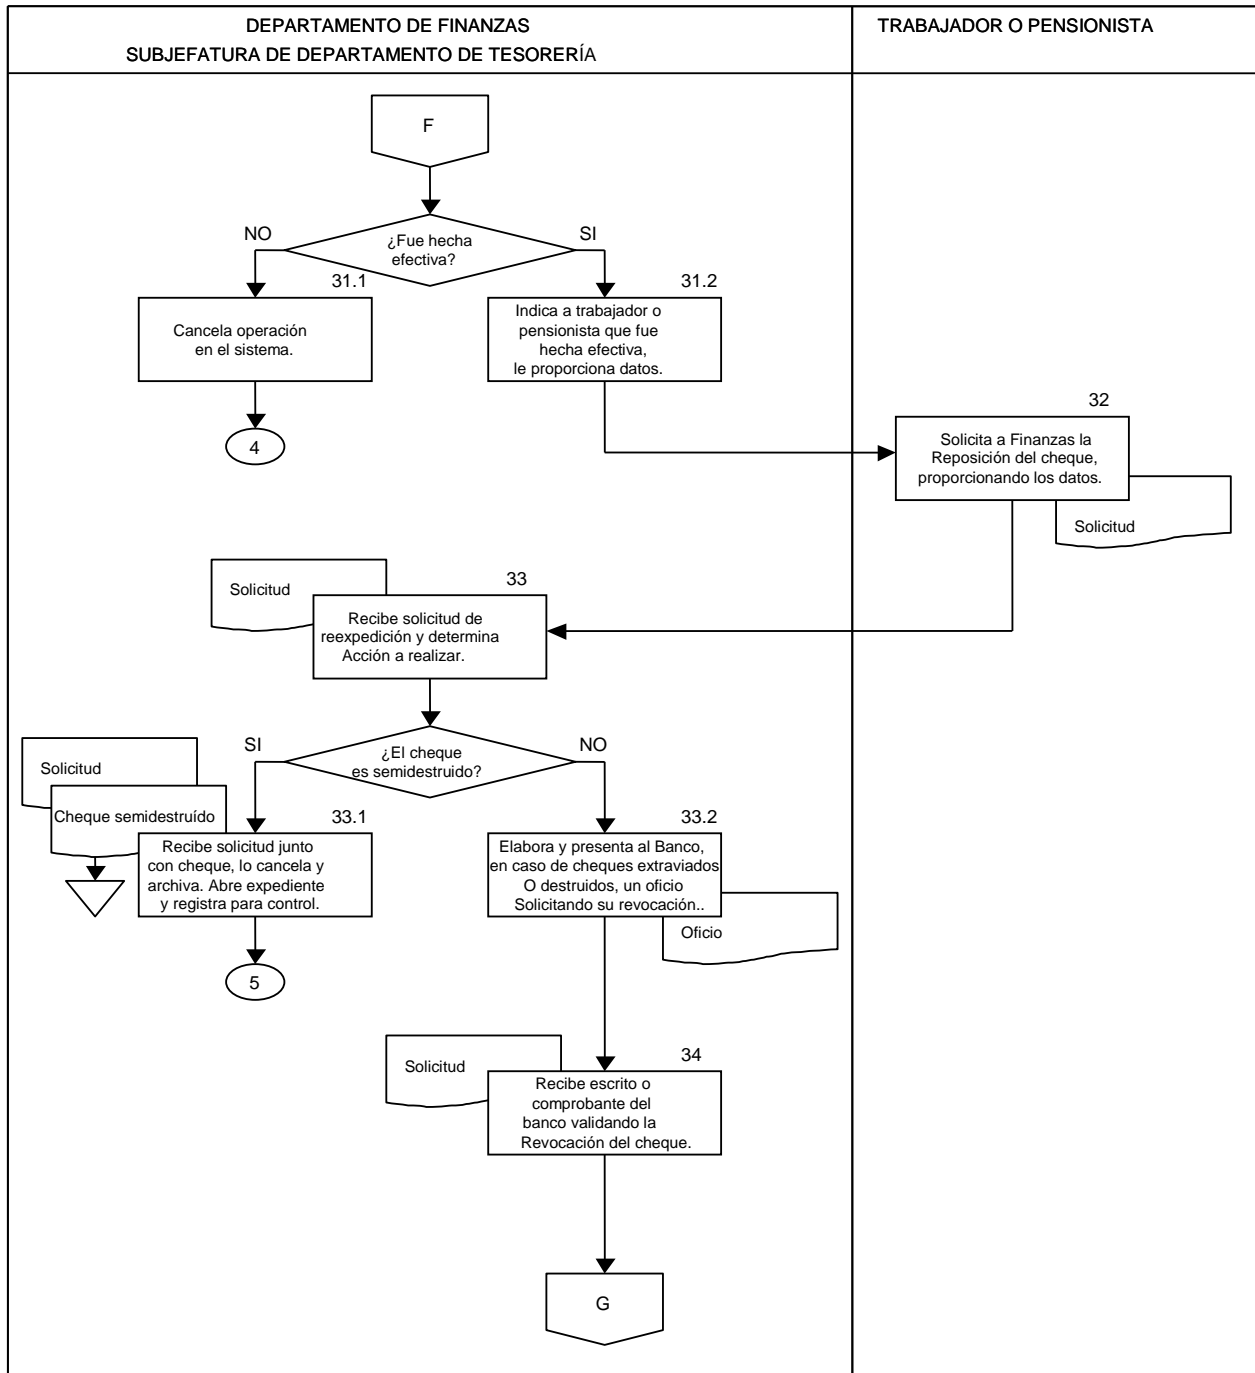 DEPARTAMENTO DE FINANZAS
SUBJEFATURA DE DEPARTAMENTO DE TESORERÍA
TRABAJADOR O PENSIONISTA
F
¿Fue hecha
efectiva?
NO
SI
31.1
Cancela operación
en el sistema.
4
31.2
Indica a trabajador o
pensionista que fue
hecha efectiva,
le proporciona datos.
32
Solicita a Finanzas la
Reposición del cheque,
proporcionando los datos.
Solicitud
Solicitud
33
Recibe solicitud de
reexpedición y determina
Acción a realizar.
¿El cheque
es semidestruido?
SI
NO
Solicitud
Cheque semidestruído
33.1
Recibe solicitud junto
con cheque, lo cancela y
archiva. Abre expediente
y registra para control.
5
33.2
Elabora y presenta al Banco,
en caso de cheques extraviados
O destruidos, un oficio
Solicitando su revocación..
Oficio
Solicitud
34
Recibe escrito o
comprobante del
banco validando la
Revocación del cheque.
G